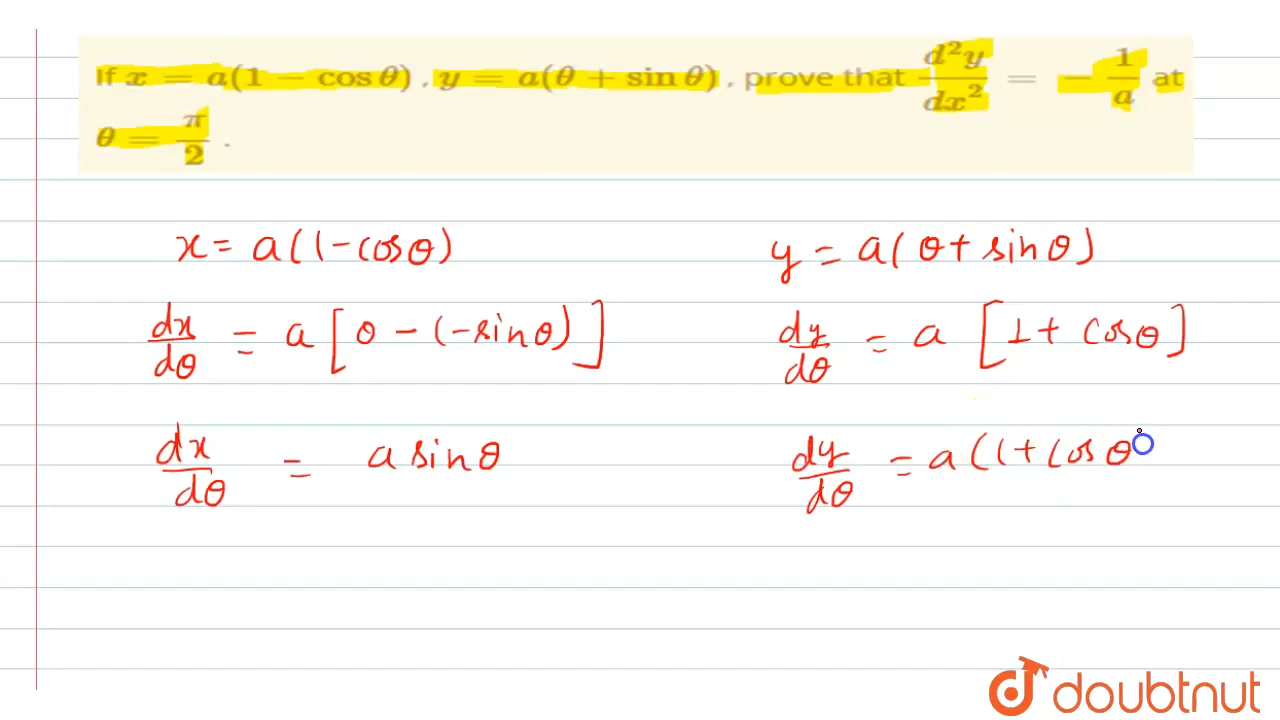 If x = a(1 − cos θ) , y = a(θ + sin θ) , prove that d²y/dx² = − 1/a at
θ = π/2 .
x = a(1-cosθ)
y = a(θ+sinθ)
dx/dθ = a[0-(-sinθ)]
dy/dθ = a[1+cosθ]
dx/dθ = a sinθ
dy/dθ = a(1+cosθ
doubtnut